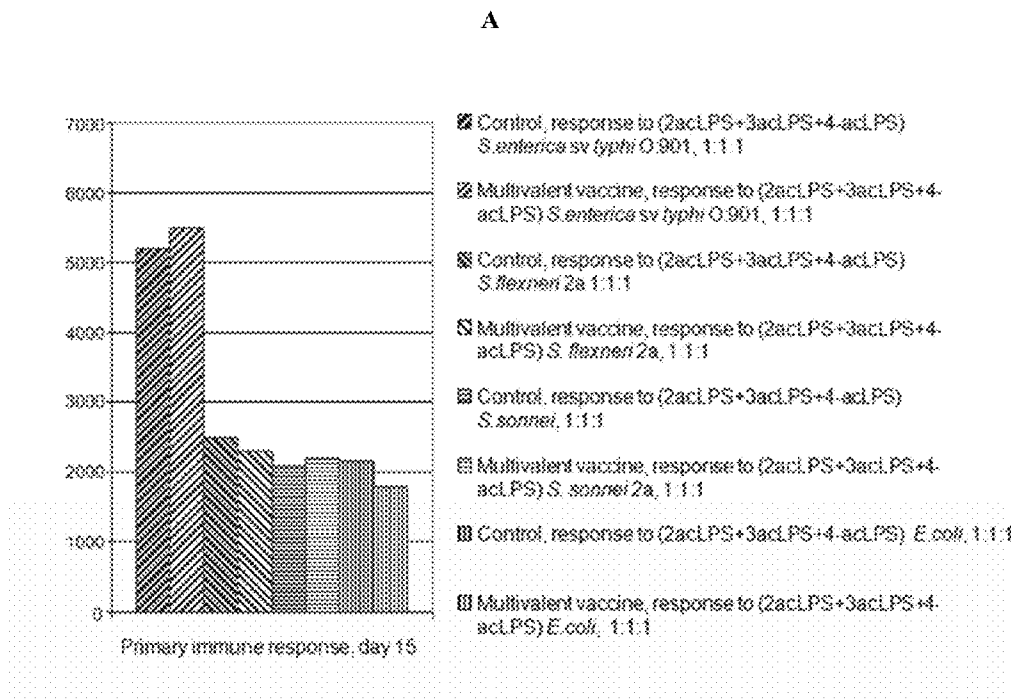 A
7000
6000
5000
4000
3000
2000
1000
0
Primary immune response, day 15
Control, response to (2acLPS+3acLPS+4-acLPS)
S.enterica sv typhi O:901, 1:1:1
Multivalent vaccine, response to (2acLPS+3acLPS+4-
acLPS) S.enterica sv typhi O:901, 1:1:1
Control, response to (2acLPS+3acLPS+4-acLPS)
S.flexneri 2a 1:1:1
Multivalent vaccine, response to (2acLPS+3acLPS+4-
acLPS) S. flexneri 2a, 1:1:1
Control, response to (2acLPS+3acLPS+4-acLPS)
S.sonnei, 1:1:1
Multivalent vaccine, response to (2acLPS+3acLPS+4-
acLPS) S. sonnei 2a, 1:1:1
Control, response to (2acLPS+3acLPS+4-acLPS) E.coli, 1:1:1
Multivalent vaccine, response to (2acLPS+3acLPS+4-
acLPS) E.coli, 1:1:1